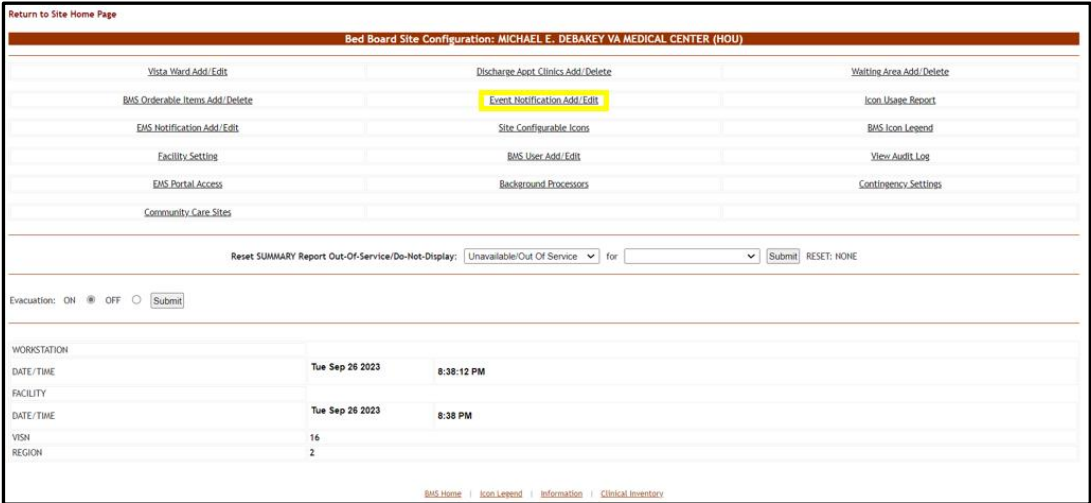 Return to Site Home Page
Bed Board Site Configuration: MICHAEL E. DEBAKEY VA MEDICAL CENTER (HOU)
Vista Ward Add/Edit Discharge Appt Clinics Add/Delete Waiting Area Add/Delete
BMS Orderable Items Add/Delete Event Notification Add/Edit Icon Usage Report
EMS Notification Add/Edit Site Configurable Icons BMS Icon Legend
Facility Setting BMS User Add/Edit View Audit Log
EMS Portal Access Background Processors Contingency Settings
Community Care Sites
Reset SUMMARY Report Out-Of-Service/Do-Not-Display: Unavailable/Out Of Service for Submit RESET: NONE
Evacuation: ON OFF Submit
WORKSTATION
DATE/TIME Tue Sep 26 2023 8:38:12 PM
FACILITY
DATE/TIME Tue Sep 26 2023 8:38 PM
VISN 16
REGION 2
BMS Home | Icon Legend | Information | Clinical Inventory